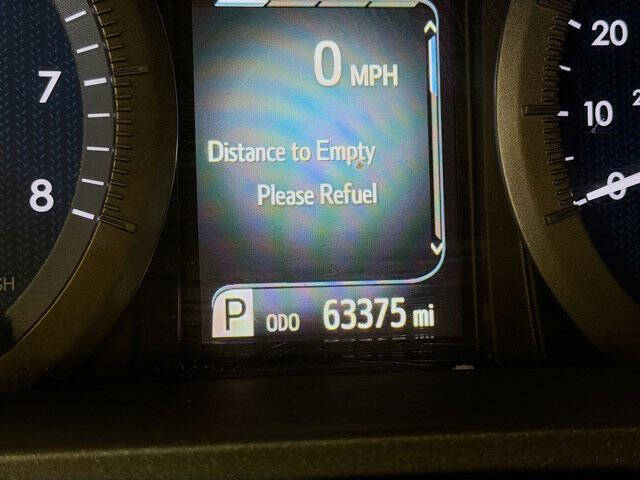 7
8
0 MPH
Distance to Empty
Please Refuel
P ODO 63375 mi
20
10
0